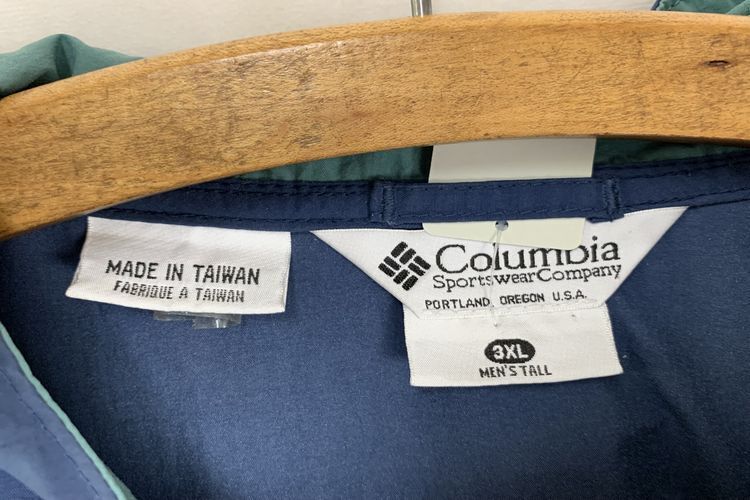 MADE IN TAIWAN
FABRIQUE A TAIWAN
Columbia
SportswearCompany
PORTLAND, OREGON U.S.A.
3XL
MEN'S TALL